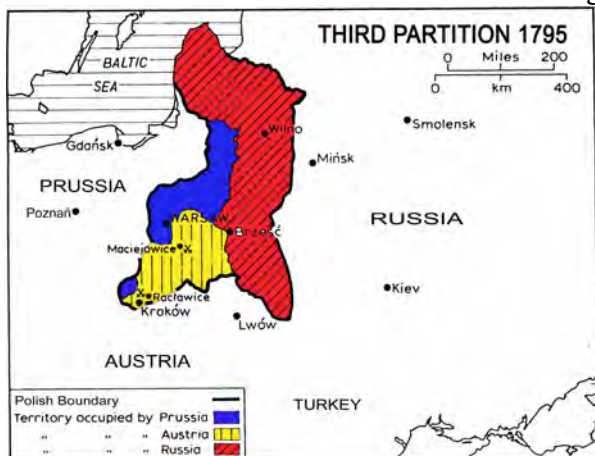 THIRD PARTITION 1795
0 Miles 200
0 km 400
BALTIC
SEA
Gdańsk
Wilno
Smolensk
Mińsk
PRUSSIA
Poznań
RUSSIA
WARSAW
Brześć
Maciejowice
Kiev
Racławice
Kraków
Lwów
AUSTRIA
TURKEY
Polish Boundary
Territory occupied by Prussia
" " " Austria
" " " Russia